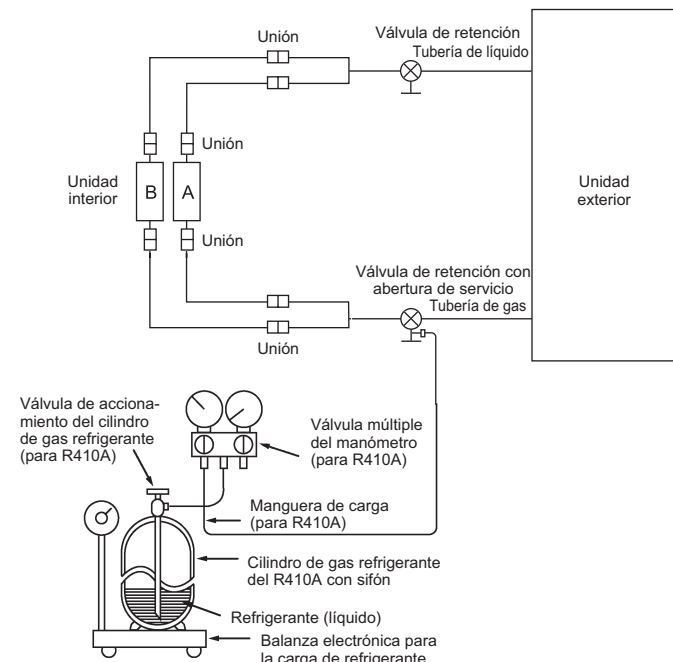 Unión
Válvula de retención
Tubería de líquido
Unión
Unidad
interior
B
A
Unidad
exterior
Unión
Válvula de retención con
abertura de servicio
Tubería de gas
Unión
Válvula de acciona-
miento del cilindro
de gas refrigerante
(para R410A)
Válvula múltiple
del manómetro
(para R410A)
Manguera de carga
(para R410A)
Cilindro de gas refrigerante
del R410A con sifón
Refrigerante (líquido)
Balanza electrónica para
la carga de refrigerante